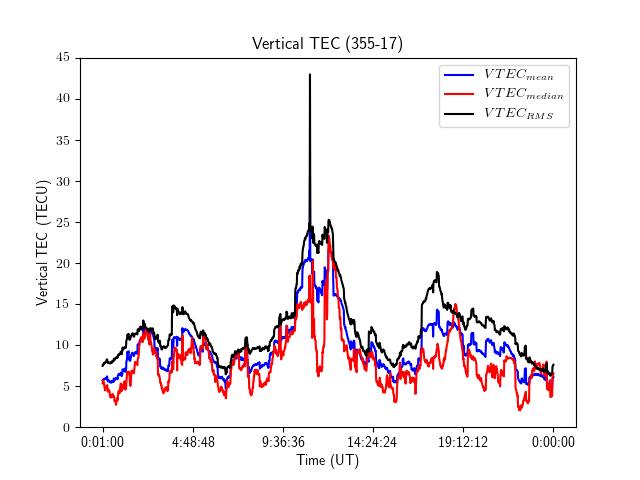 Vertical TEC (355-17)
VTEC_mean
VTEC_median
VTEC_RMS
Vertical TEC (TECU)
45
40
35
30
25
20
15
10
5
0
0:01:00 4:48:48 9:36:36 14:24:24 19:12:12 0:00:00
Time (UT)